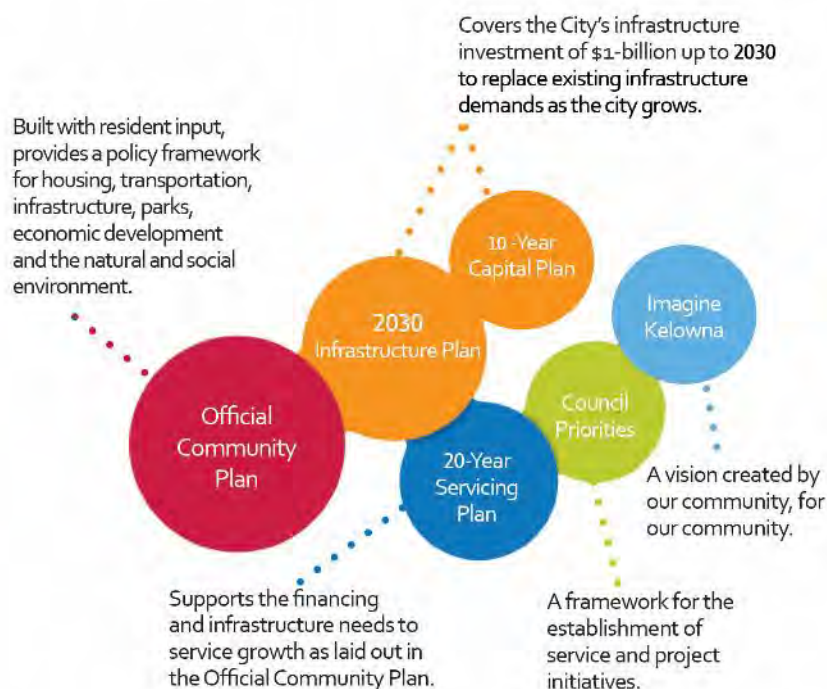 Covers the City's infrastructure
investment of $1-billion up to 2030
to replace existing infrastructure
demands as the city grows.
Built with resident input,
provides a policy framework
for housing, transportation,
infrastructure, parks,
economic development
and the natural and social
environment.
10 -Year
Capital Plan
Imagine
Kelowna
2030
Infrastructure Plan
Official
Community
Plan
Council
Priorities
20-Year
Servicing
Plan
A vision created by
our community, for
our community.
Supports the financing
and infrastructure needs to
service growth as laid out in
the Official Community Plan.
A framework for the
establishment of
service and project
initiatives.